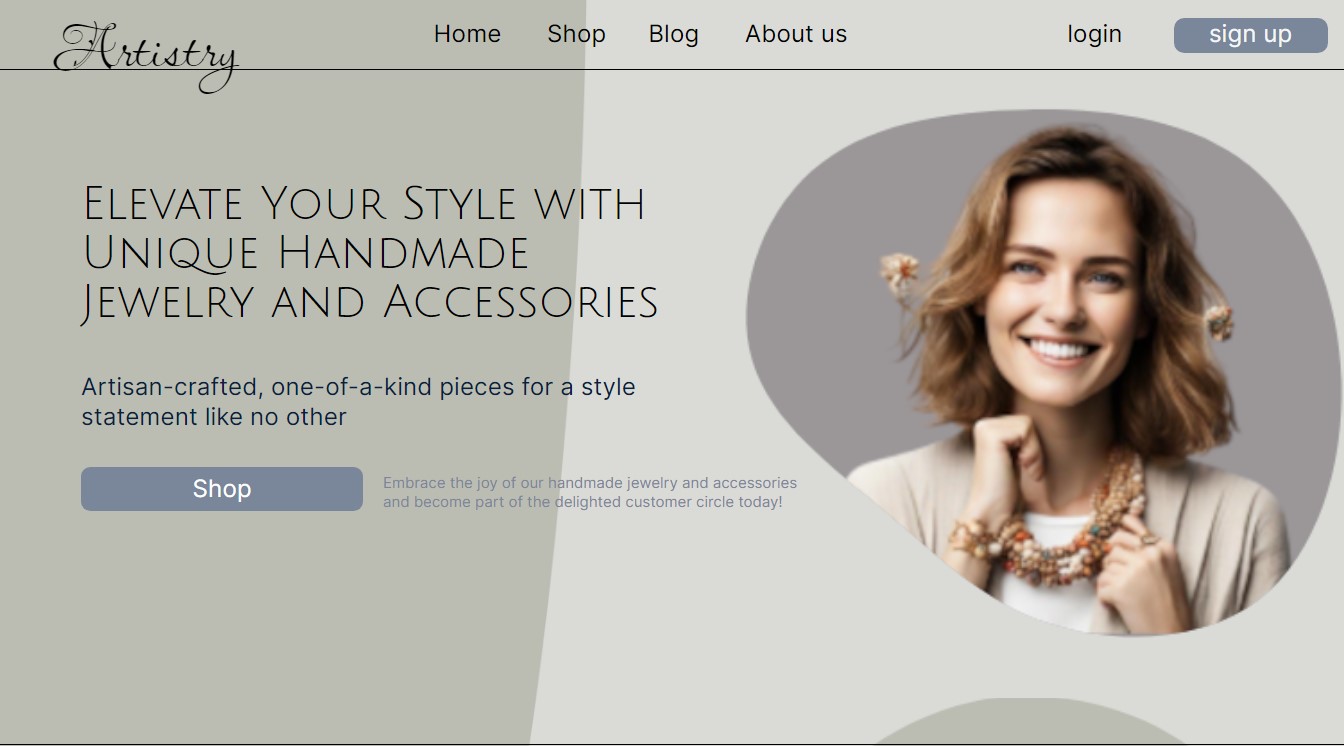 Artistry
Home Shop Blog About us login sign up
Elevate Your Style with
Unique Handmade
Jewelry and Accessories
Artisan-crafted, one-of-a-kind pieces for a style
statement like no other
Shop
Embrace the joy of our handmade jewelry and accessories
and become part of the delighted customer circle today!